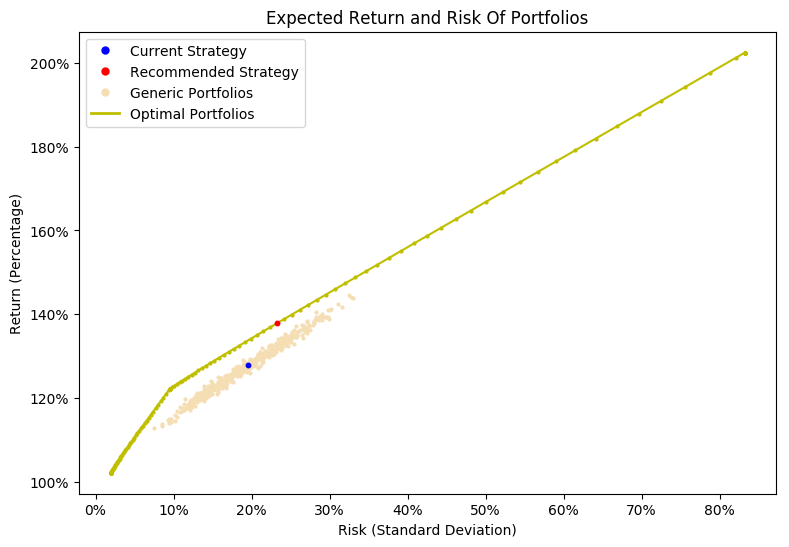 Expected Return and Risk Of Portfolios
Current Strategy
Recommended Strategy
Generic Portfolios
Optimal Portfolios
200%
180%
160%
140%
120%
100%
Return (Percentage)
0% 10% 20% 30% 40% 50% 60% 70% 80%
Risk (Standard Deviation)